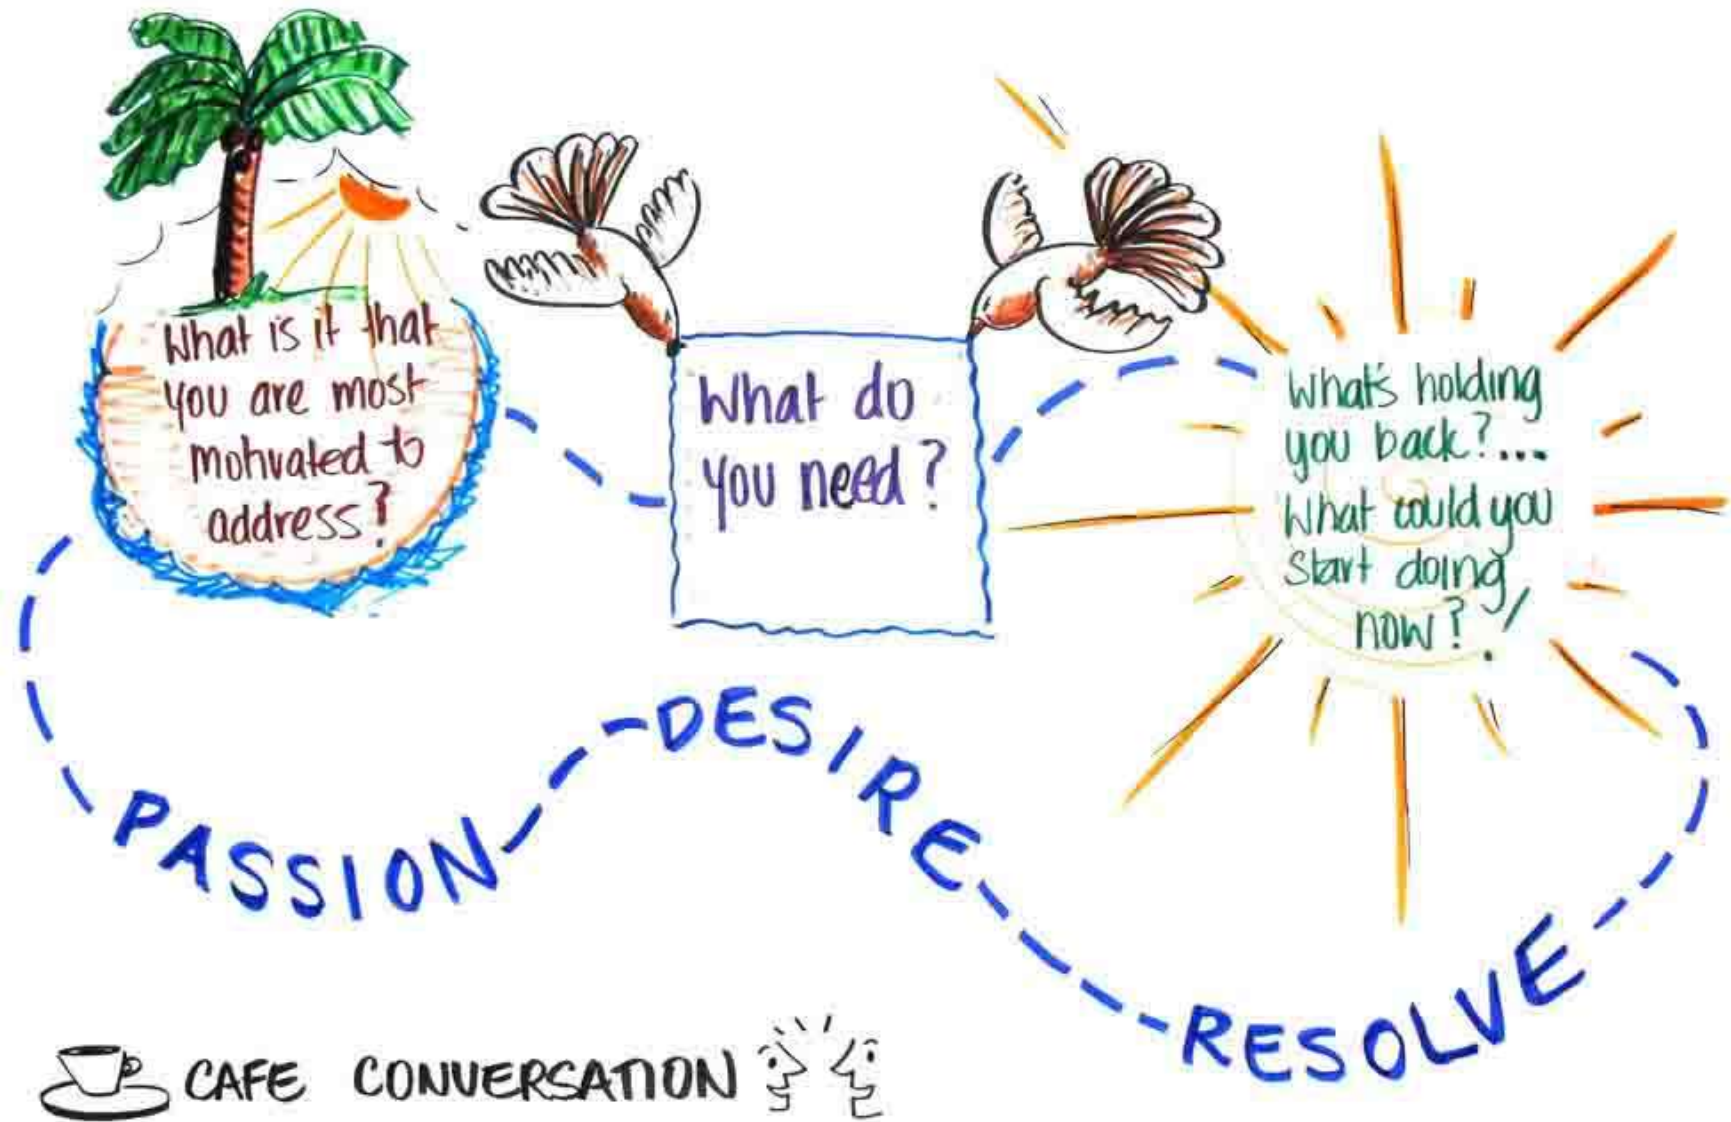 What is it that
you are most
motivated to
address?
What do
you need?
What's holding
you back?...
What could you
start doing
now?!
PASSION
DESIRE
RESOLVE
CAFE CONVERSATION